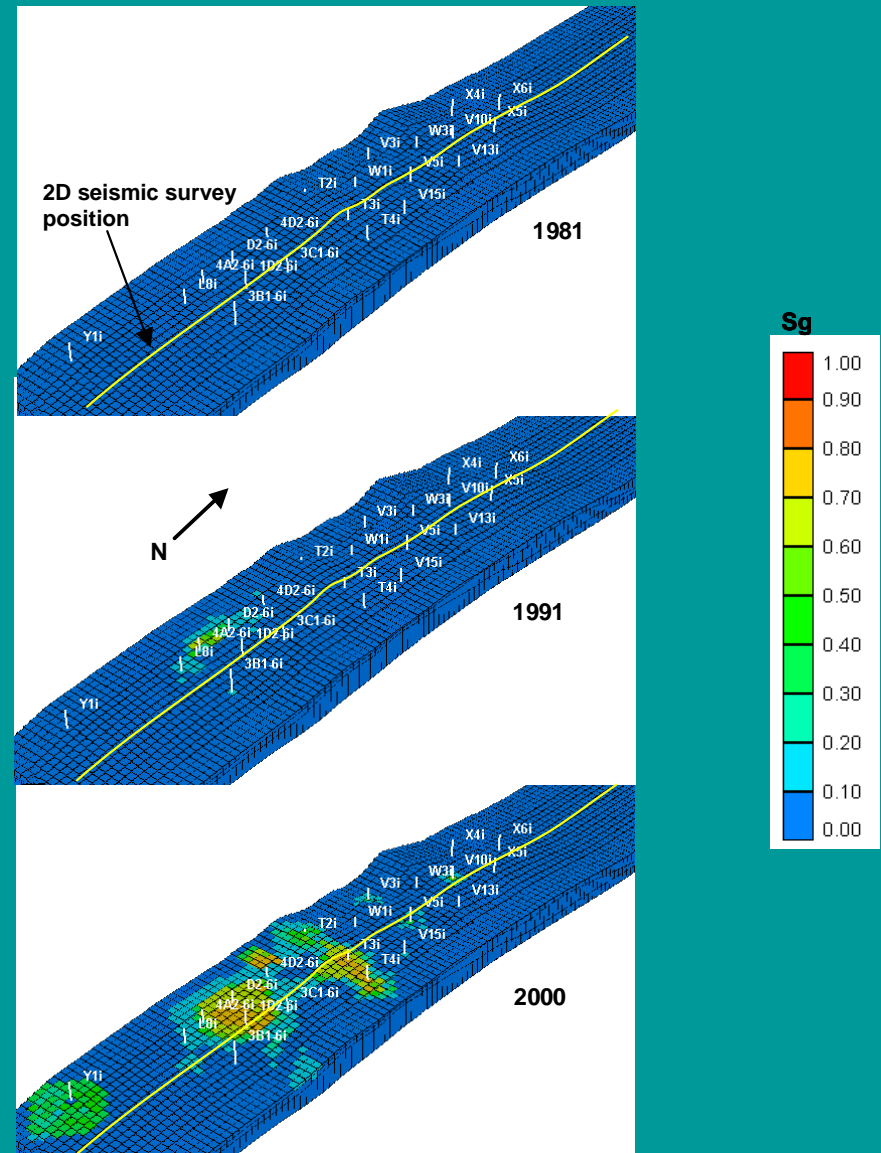 X4i
X6i
V10i
X5i
W3i
V3i
V13i
V5i
W1i
T2i
V15i
T3i
T4i
2D seismic survey
position
4D2-6i
D2-6i
3C1-6i
4A2-6i
1D2-6i
L8i
3B1-6i
Y1i
1981
Sg
1.00
0.90
0.80
0.70
0.60
0.50
0.40
0.30
0.20
0.10
0.00
X4i
X6i
V10i
X5i
W3i
V3i
V13i
V5i
W1i
T2i
N
T3i
T4i
V15i
4D2-6i
D2-6i
3C1-6i
4A2-6i
1D2-6i
L8i
3B1-6i
Y1i
1991
X4i
X6i
V10i
X5i
W3i
V3i
V13i
V5i
W1i
T2i
V15i
T3i
T4i
4D2-6i
D2-6i
3C1-6i
4A2-6i
1D2-6i
L8i
3B1-6i
Y1i
2000